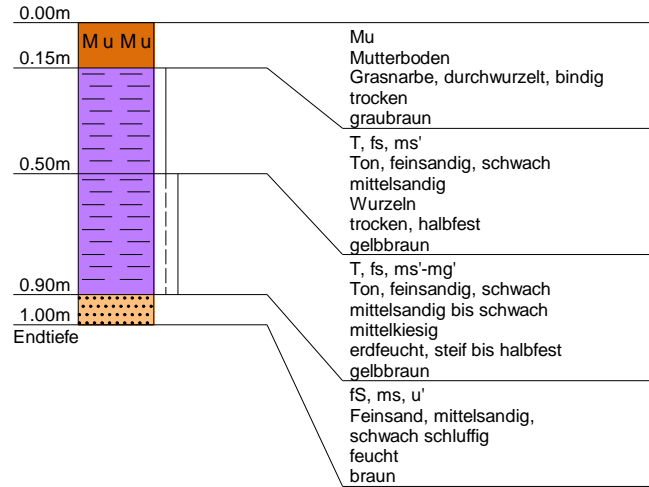 0.00m
Mu Mu
0.15m
0.50m
0.90m
1.00m
Endtiefe
Mu
Mutterboden
Grasnarbe, durchwurzelt, bindig
trocken
graubraun
T, fs, ms'
Ton, feinsandig, schwach
mittelsandig
Wurzeln
trocken, halbfest
gelbbraun
T, fs, ms'-mg'
Ton, feinsandig, schwach
mittelsandig bis schwach
mittelkiesig
erdfeucht, steif bis halbfest
gelbbraun
fS, ms, u'
Feinsand, mittelsandig,
schwach schluffig
feucht
braun